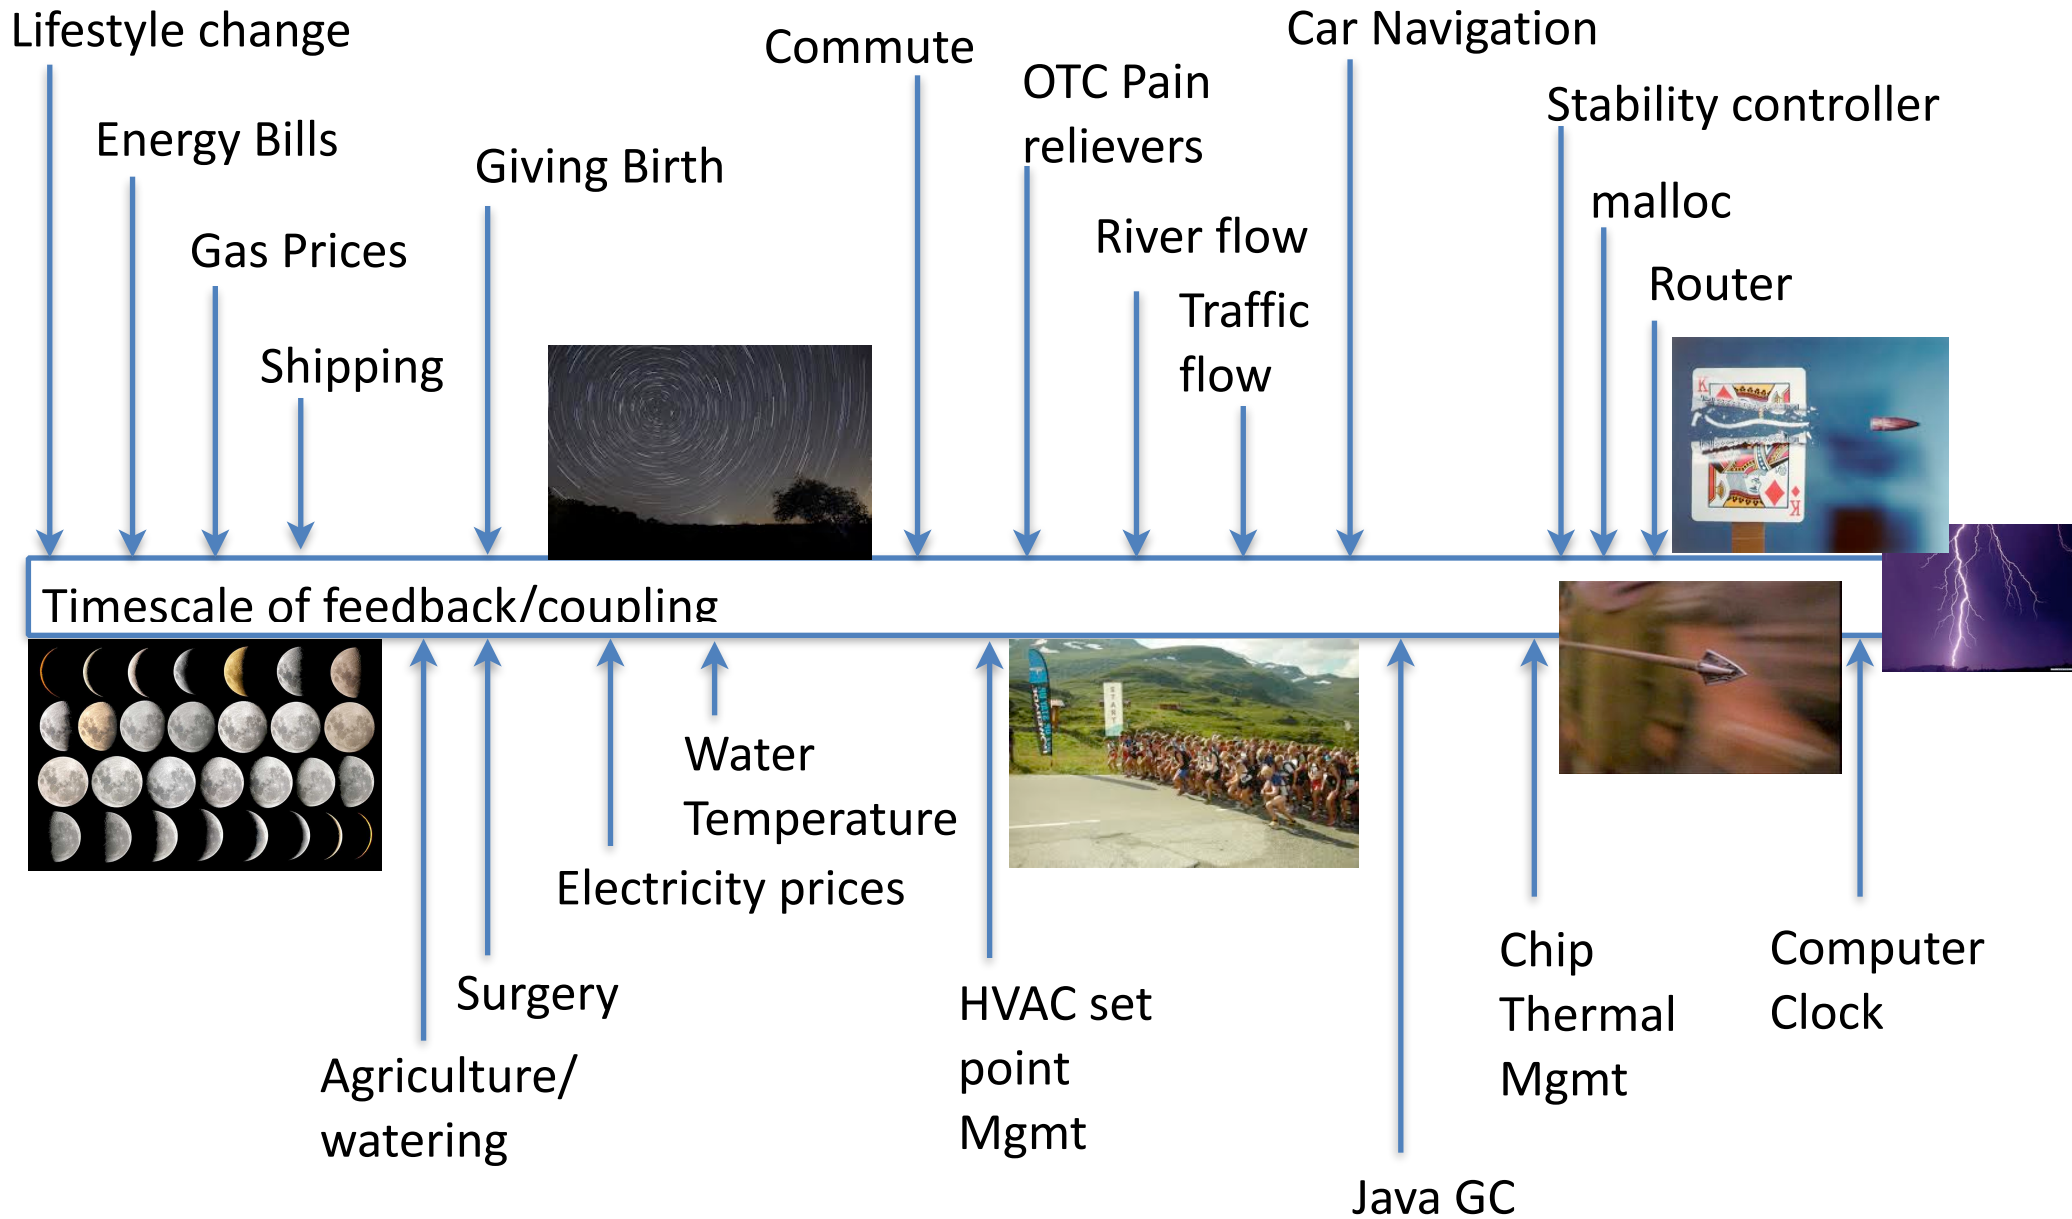 Lifestyle change
Commute
Car Navigation
OTC Pain
relievers
Stability controller
Energy Bills
Giving Birth
malloc
Gas Prices
River flow
Router
Traffic
flow
Shipping
K
K
Timescale of feedback/coupling
START
Water
Temperature
Electricity prices
Surgery
HVAC set
point
Mgmt
Chip
Thermal
Mgmt
Computer
Clock
Agriculture/
watering
Java GC